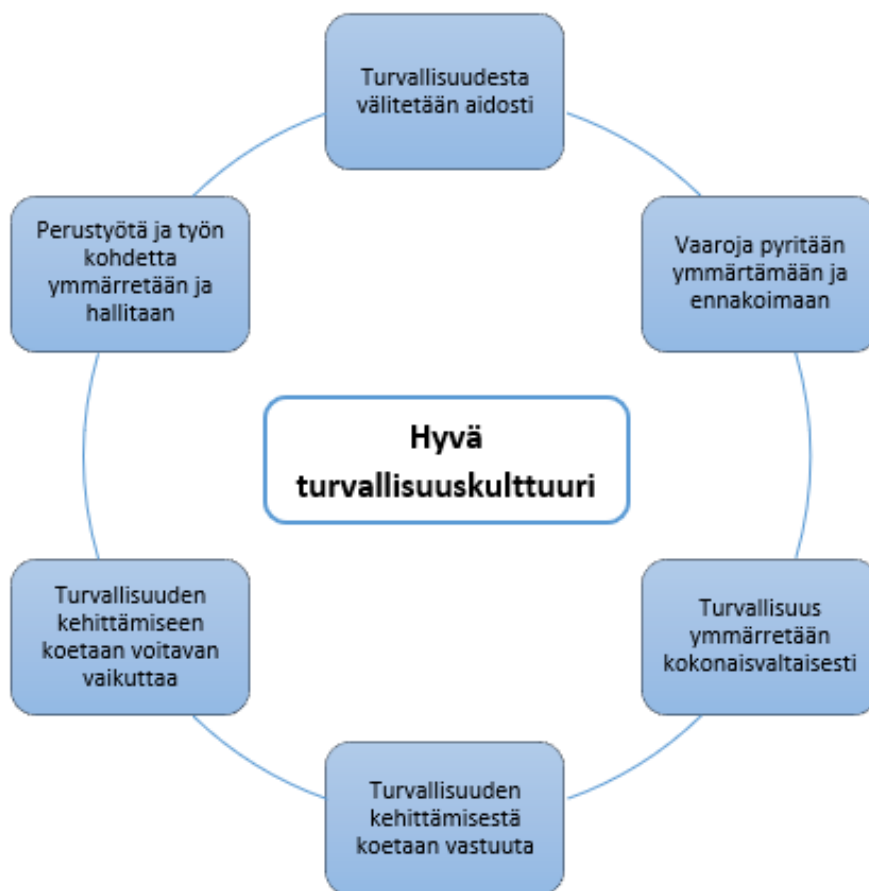 Turvallisuudesta
välitetään aidosti
Vaaroja pyritään
ymmärtämään ja
ennakoimaan
Turvallisuus
ymmärretään
kokonaisvaltaisesti
Turvallisuuden
kehittämisestä
koetaan vastuuta
Turvallisuuden
kehittämiseen
koetaan voitavan
vaikuttaa
Perustyötä ja työn
kohdetta
ymmärretään ja
hallitaan
Hyvä
turvallisuuskulttuuri